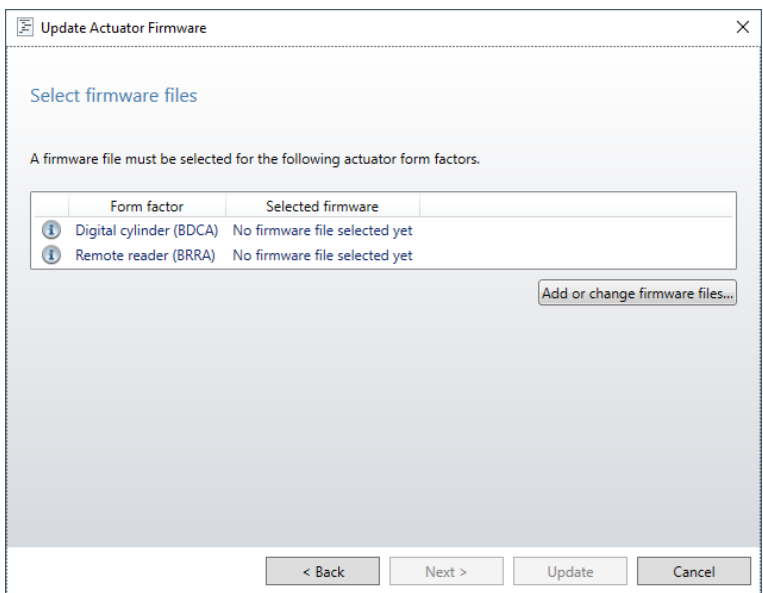 Update Actuator Firmware
Select firmware files
A firmware file must be selected for the following actuator form factors.
Form factor Selected firmware
Digital cylinder (BDCA) No firmware file selected yet
Remote reader (BRRA) No firmware file selected yet
Add or change firmware files...
< Back Next > Update Cancel